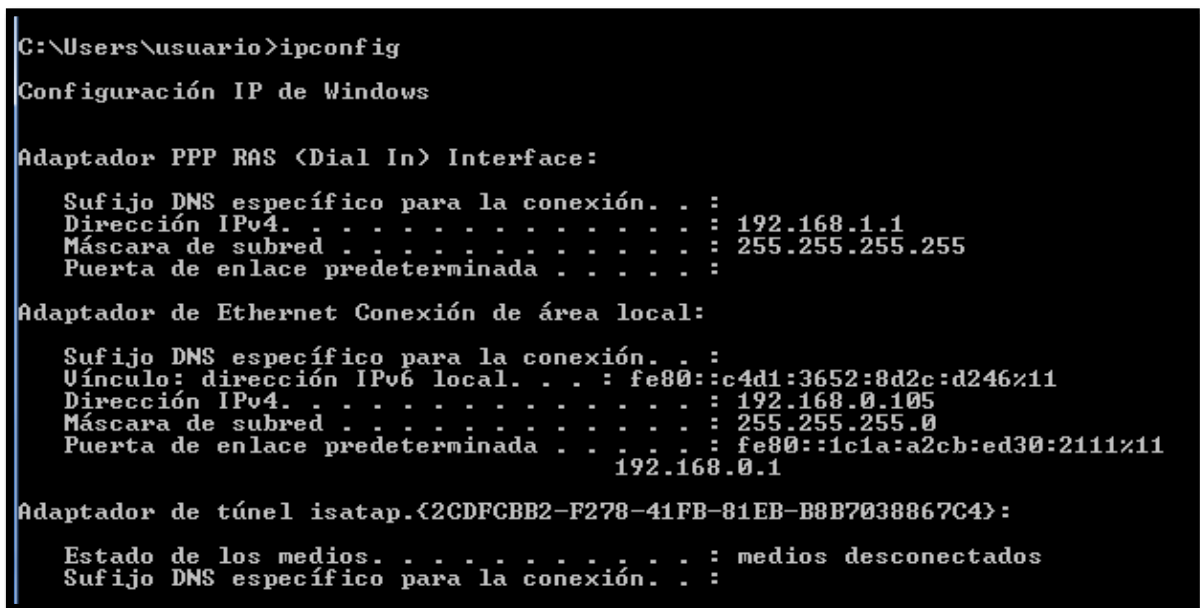 C:\Users\usuario>ipconfig
Configuración IP de Windows
Adaptador PPP RAS (Dial In) Interface:
Sufijo DNS específico para la conexión. . :
Dirección IPv4. . . . . . . . . . . . . . : 192.168.1.1
Máscara de subred . . . . . . . . . . . . : 255.255.255.255
Puerta de enlace predeterminada . . . . . :
Adaptador de Ethernet Conexión de área local:
Sufijo DNS específico para la conexión. . :
Vínculo: dirección IPv6 local. . . : fe80::c4d1:3652:8d2c:d246%11
Dirección IPv4. . . . . . . . . . . . . . : 192.168.0.105
Máscara de subred . . . . . . . . . . . . : 255.255.255.0
Puerta de enlace predeterminada . . . . . : fe80::1c1a:a2cb:ed30:2111%11
192.168.0.1
Adaptador de túnel isatap.{2CDFCBB2-F278-41FB-81EB-B8B7038867C4}:
Estado de los medios. . . . . . . . . . . : medios desconectados
Sufijo DNS específico para la conexión. . :